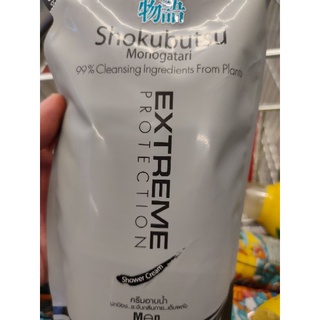 物語
Shokubutsu
Monogatari
99% Cleansing Ingredients From Plants
EXTREME
PROTECTION
Shower Cream
ครีมอาบน้ำ
Men